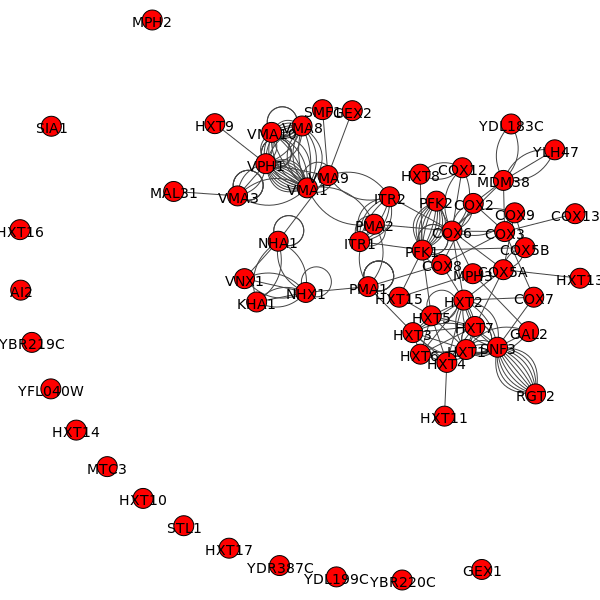 MPH2
SIA1
HXT9
VMA10
VMA8
SMF1
GEX2
YDL183C
YLH47
VPH1
VMA9
VMA1
MAL31
VMA3
HXT8
COX12
MDM38
ITR2
PFK2
COX2
COX9
COX13
HXT16
PMA2
COX6
COX3
COX5B
NHA1
ITR1
PFK1
COX8
MPH3
COX5A
HXT13
VNX1
KHA1
NHX1
PMA1
HXT15
HXT2
COX7
AI2
HXT5
HXT3
HXT7
GAL2
YBR219C
HXT6
HXT1
SNF3
HXT4
RGT2
YFL040W
HXT11
HXT14
MTC3
HXT10
STL1
HXT17
YDR387C
YDL199C
YBR220C
GEX1